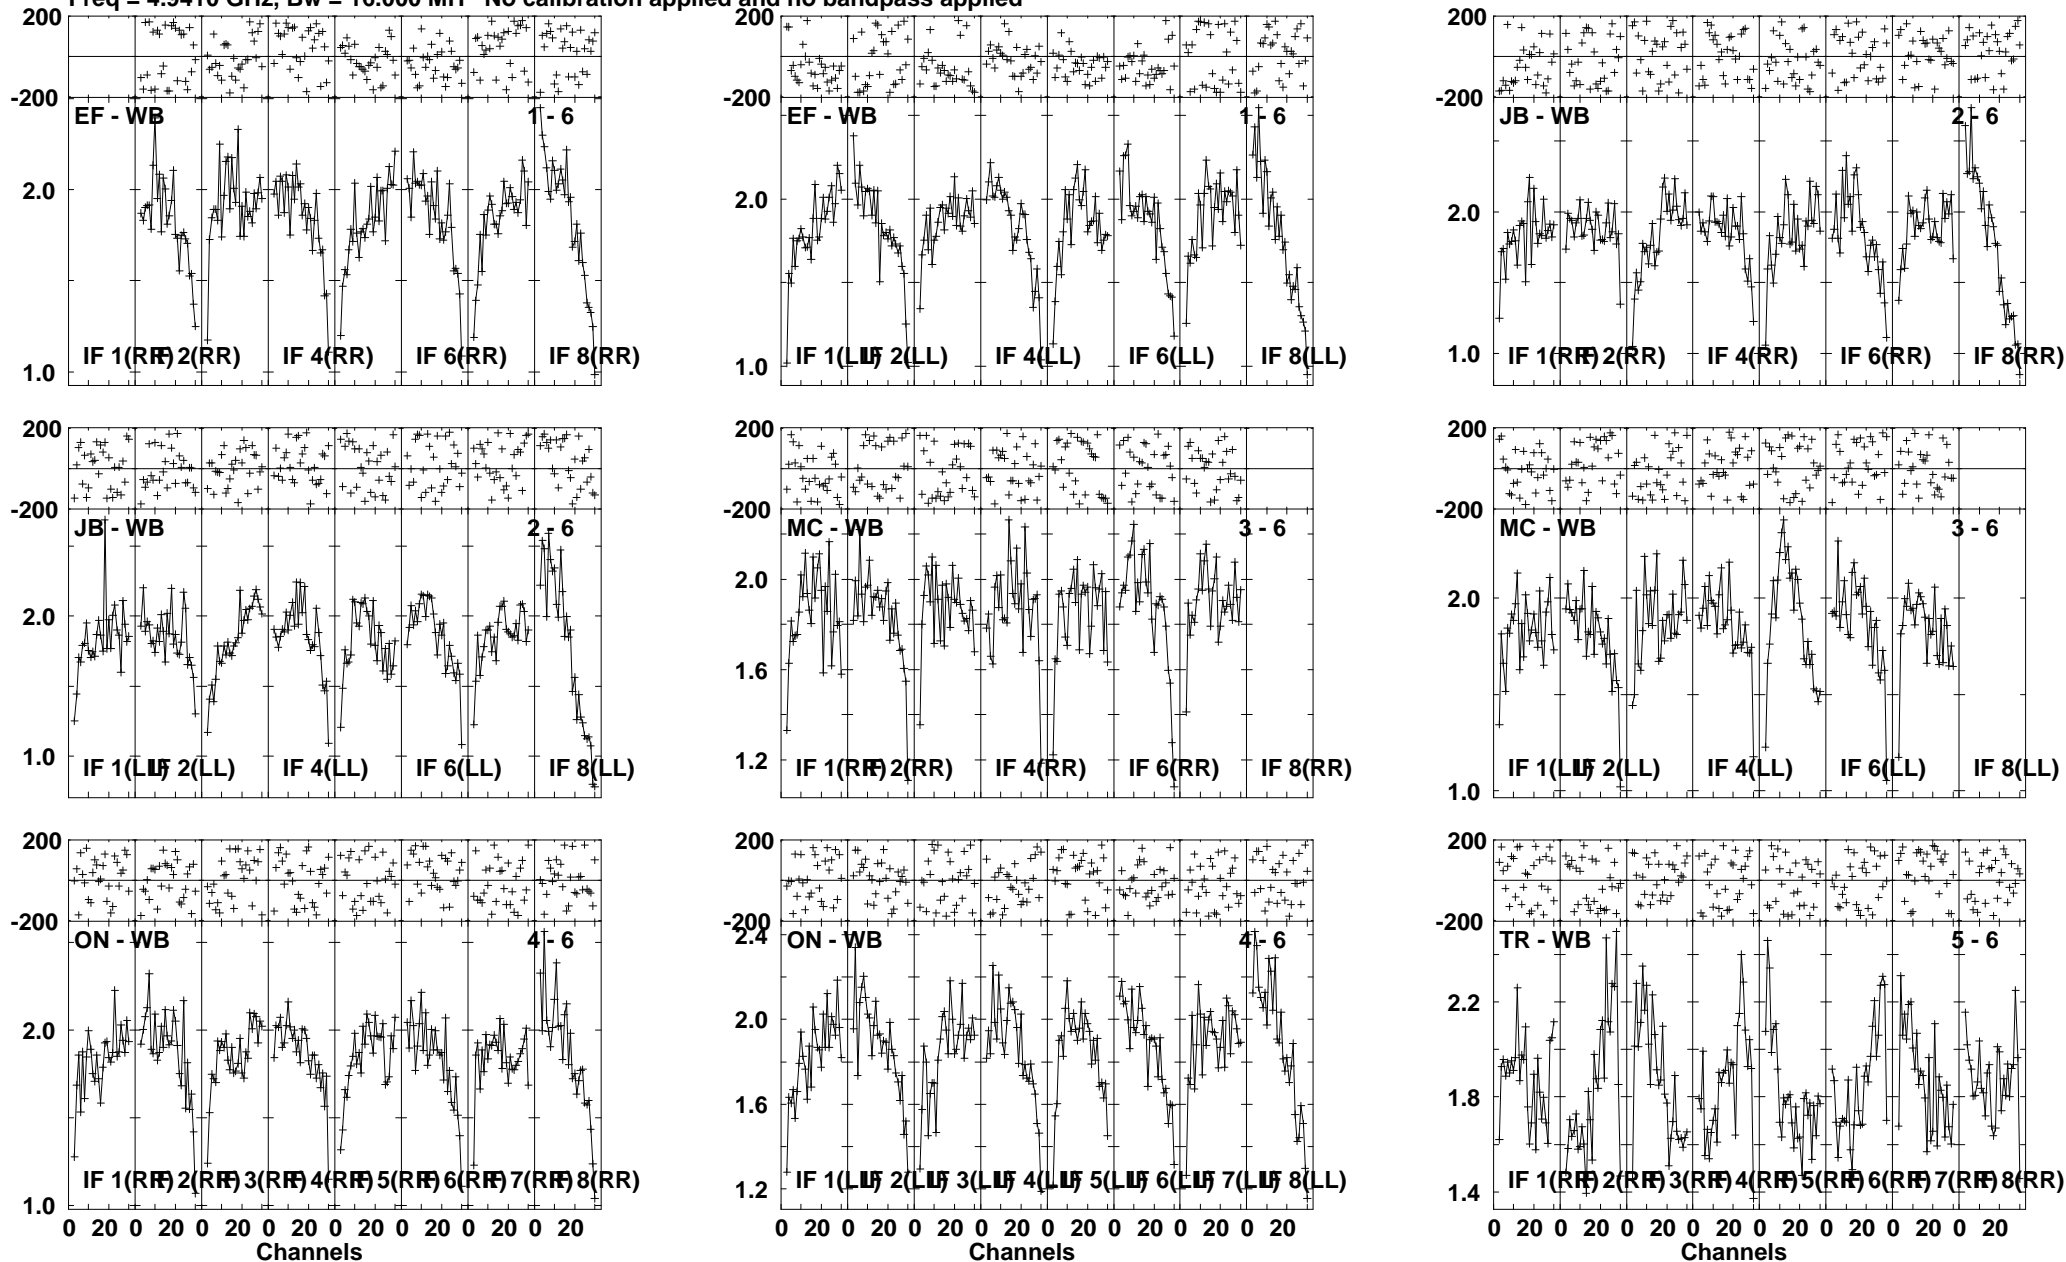 Freq = 4.9410 GHz, Bw = 16.000 MH No calibration applied and no bandpass applied
200 200 200
-200 -200 -200
EF - WB 1 - 6 EF - WB 1 - 6 JB - WB 2 - 6
2.0 2.0 2.0
IF 1(RR) IF 2(RR) IF 4(RR) IF 6(RR) IF 8(RR) IF 1(LL) IF 2(LL) IF 4(LL) IF 6(LL) IF 8(LL) IF 1(RR) IF 2(RR) IF 4(RR) IF 6(RR) IF 8(RR)
1.0 1.0 1.0
200 200 200
-200 -200 -200
JB - WB 2 - 6 MC - WB 3 - 6 MC - WB 3 - 6
2.0 2.0 2.0
1.6
1.0 1.2 1.0
IF 1(LL) IF 2(LL) IF 4(LL) IF 6(LL) IF 8(LL) IF 1(RR) IF 2(RR) IF 4(RR) IF 6(RR) IF 8(RR) IF 1(LL) IF 2(LL) IF 4(LL) IF 6(LL) IF 8(LL)
200 200 200
-200 -200 -200
ON - WB 4 - 6 2.4 ON - WB 4 - 6 TR - WB 5 - 6
2.0 2.0 2.2
1.6 1.8
IF 1(RR) IF 2(RR) IF 3(RR) IF 4(RR) IF 5(RR) IF 6(RR) IF 7(RR) IF 8(RR) IF 1(LL) IF 2(LL) IF 3(LL) IF 4(LL) IF 5(LL) IF 6(LL) IF 7(LL) IF 8(LL) IF 1(RR) IF 2(RR) IF 3(RR) IF 4(RR) IF 5(RR) IF 6(RR) IF 7(RR) IF 8(RR)
1.0 1.2 1.4
0 20 0 20 0 20 0 20 0 20 0 20 0 20 0 20 0 20 0 20 0 20 0 20 0 20 0 20 0 20 0 20 0 20 0 20 0 20 0 20 0 20 0 20 0 20 0 20
Channels Channels Channels